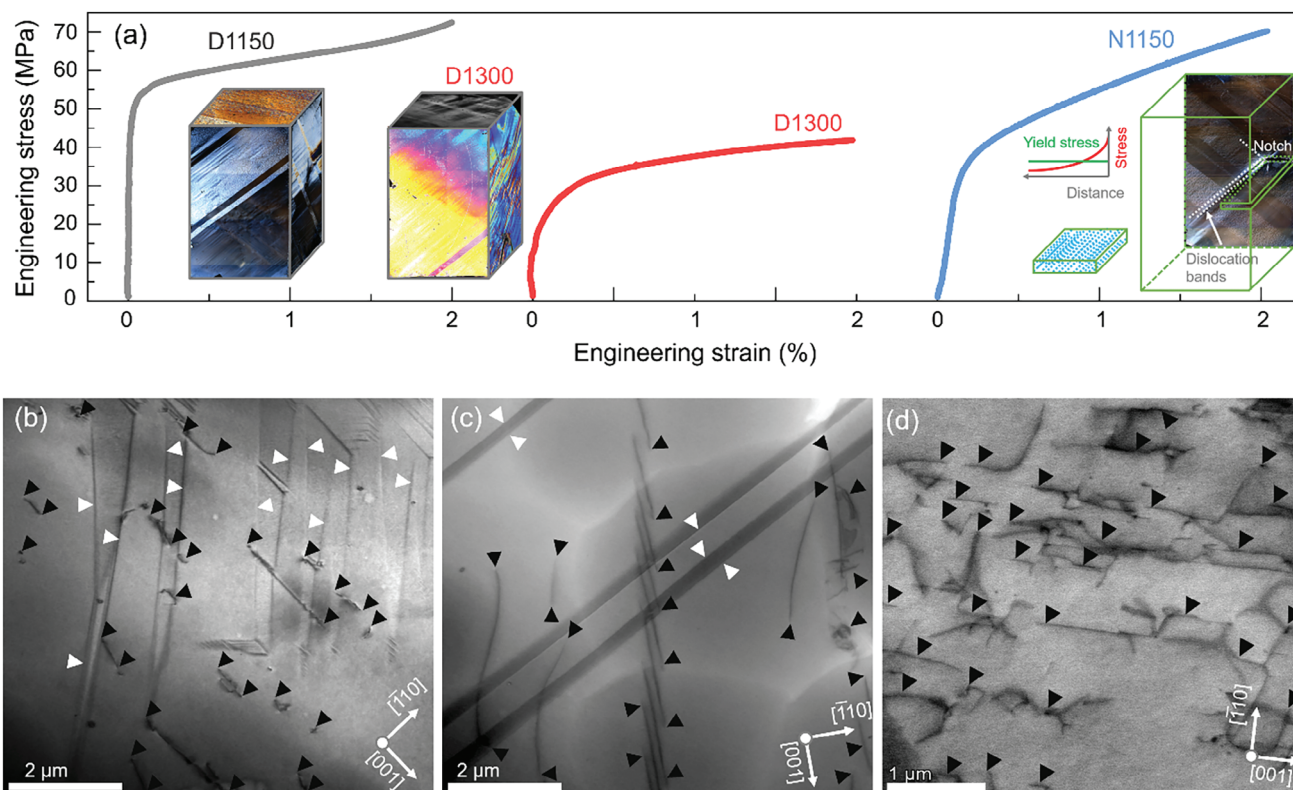 (a)
D1150
D1300
D1300
N1150
Engineering stress (MPa)
70
60
50
40
30
20
10
0
Yield stress
Stress
Distance
Notch
Dislocation
bands
0
1
2
0
1
2
0
1
2
Engineering strain (%)
(b)
[1̅10]
[001]
2 µm
(c)
[1̅10]
[001]
2 µm
(d)
[1̅10]
[001]
1 µm